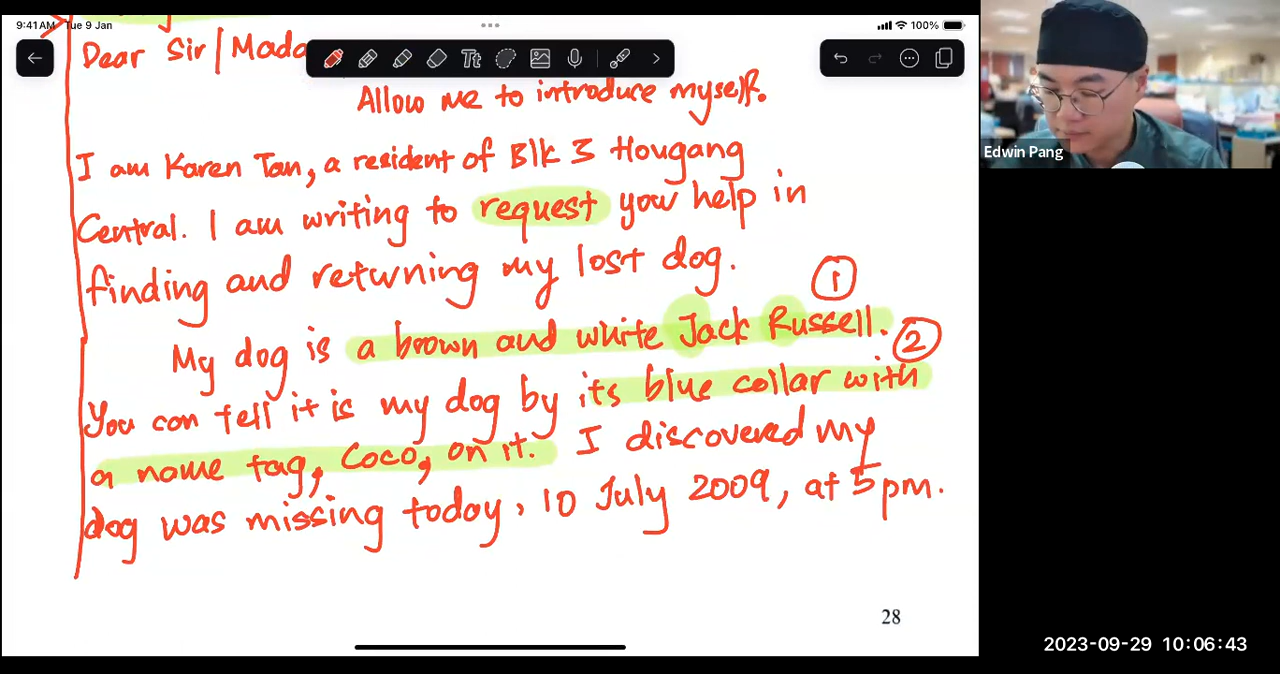 9:41 AM Tue 9 Jan
100%
Dear Sir/Mada
Tt
Allow me to introduce myself.
Edwin Pang
I am Karen Tan, a resident of Blk 3 Hougang
Central. I am writing to request your help in
finding and returning my lost dog.
1
My dog is a brown and white Jack Russell.
2
You can tell it is my dog by its blue collar with
a name tag, Coco, on it. I discovered my
dog was missing today, 10 July 2009, at 5pm.
28
2023-09-29 10:06:43